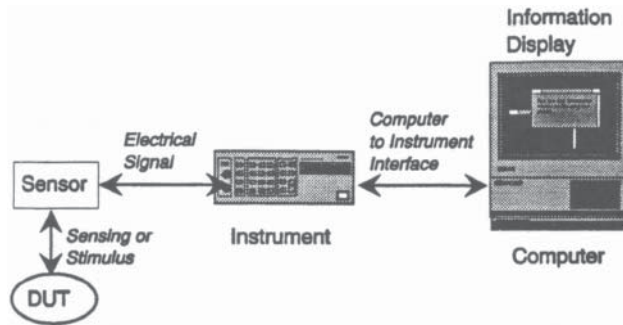 Information
Display
Computer
to Instrument
Interface
Electrical
Signal
Sensor
Instrument
Sensing or
Stimulus
Computer
DUT